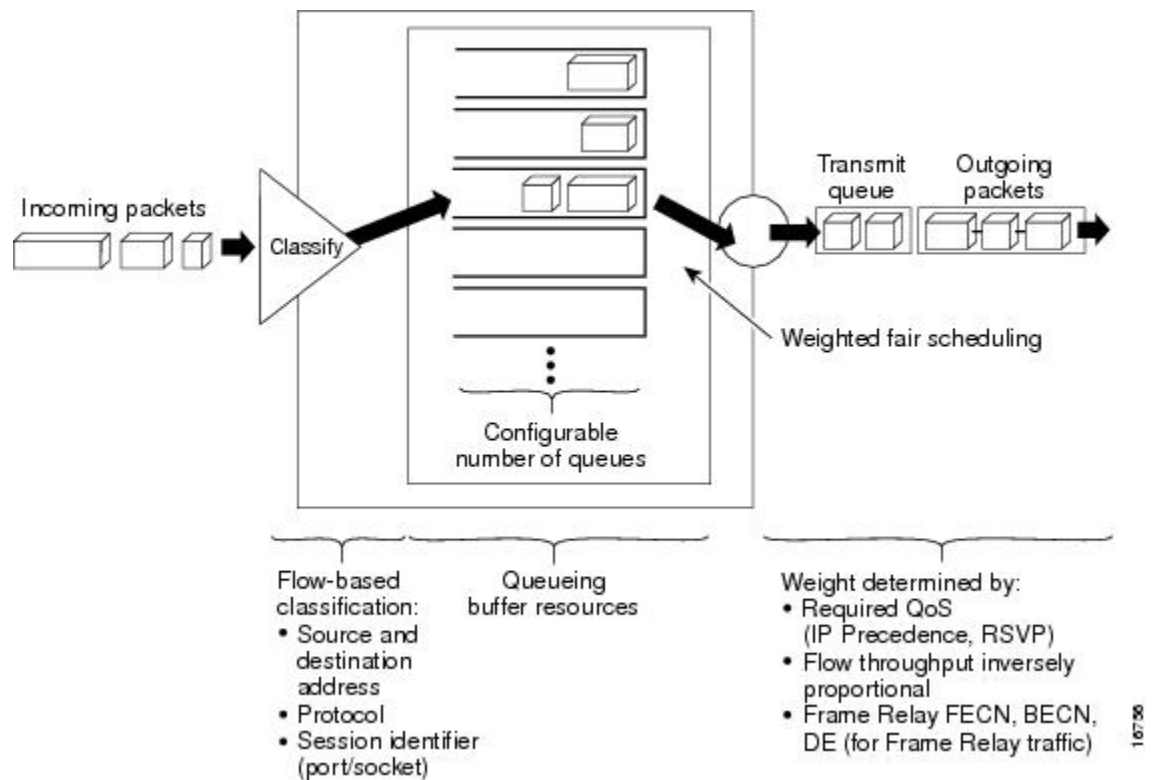 Incoming packets
Classify
Transmit
queue
Outgoing
packets
Weighted fair scheduling
Configurable
number of queues
Flow-based
classification:
• Source and
destination
address
• Protocol
• Session identifier
(port/socket)
Queueing
buffer resources
Weight determined by:
• Required QoS
(IP Precedence, RSVP)
• Flow throughput inversely
proportional
• Frame Relay FECN, BECN,
DE (for Frame Relay traffic)
16756